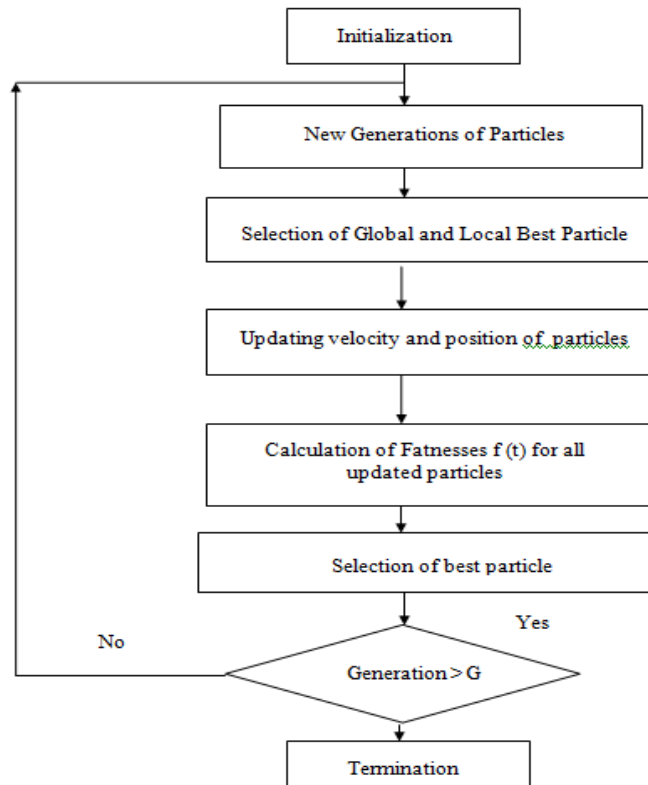 Initialization
New Generations of Particles
Selection of Global and Local Best Particle
Updating velocity and position of particles
Calculation of Fatnesses f (t) for all
updated particles
Selection of best particle
No
Yes
Generation > G
Termination